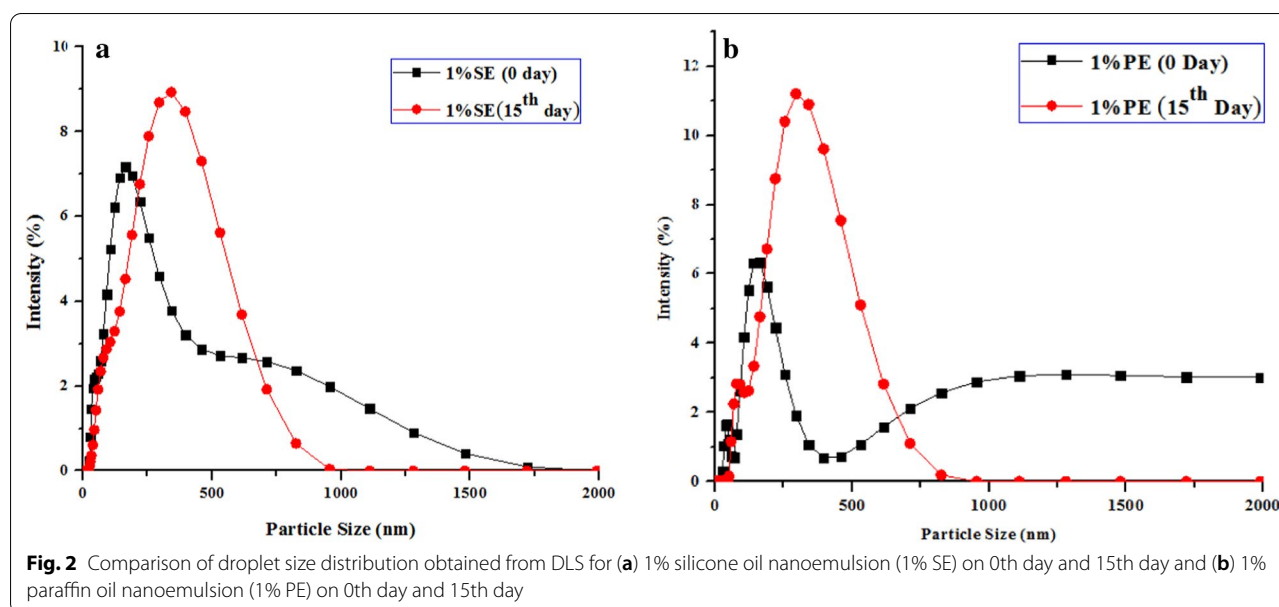 a
10
8
6
4
2
0
Intensity (%)
0 500 1000 1500 2000
Particle Size (nm)
1%SE (0 day)
1%SE(15th day)
b
12
10
8
6
4
2
0
Intensity (%)
0 500 1000 1500 2000
Particle Size (nm)
1%PE (0 Day)
1%PE (15th Day)
Fig. 2 Comparison of droplet size distribution obtained from DLS for (a) 1% silicone oil nanoemulsion (1% SE) on 0th day and 15th day and (b) 1%
paraffin oil nanoemulsion (1% PE) on 0th day and 15th day